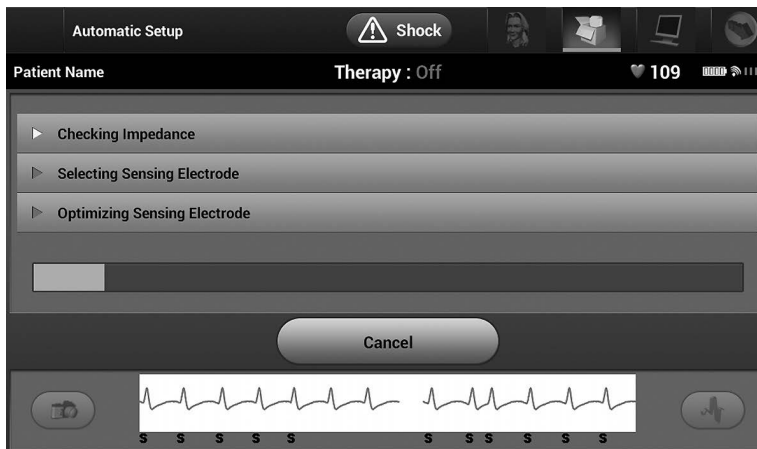 Automatic Setup
Shock
Patient Name
Therapy : Off
109
Checking Impedance
Selecting Sensing Electrode
Optimizing Sensing Electrode
Cancel
S S S S S S S S S S S